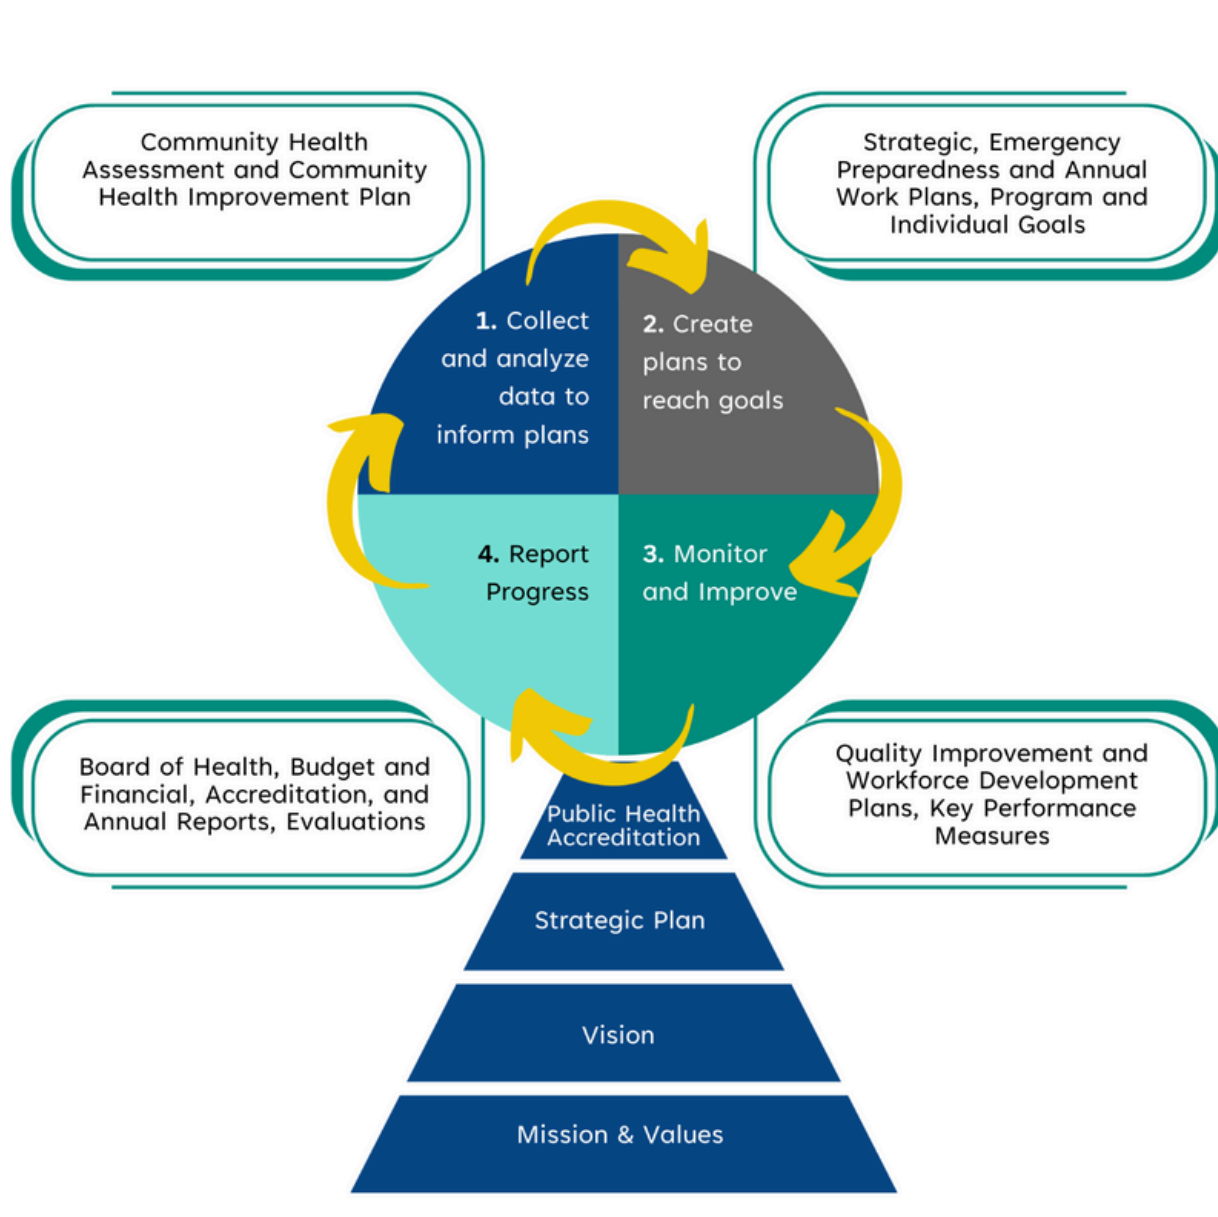 Community Health
Assessment and Community
Health Improvement Plan
Strategic, Emergency
Preparedness and Annual
Work Plans, Program and
Individual Goals
1. Collect
and analyze
data to
inform plans
2. Create
plans to
reach goals
4. Report
Progress
3. Monitor
and Improve
Board of Health, Budget and
Financial, Accreditation, and
Annual Reports, Evaluations
Quality Improvement and
Workforce Development
Plans, Key Performance
Measures
Public Health
Accreditation
Strategic Plan
Vision
Mission & Values